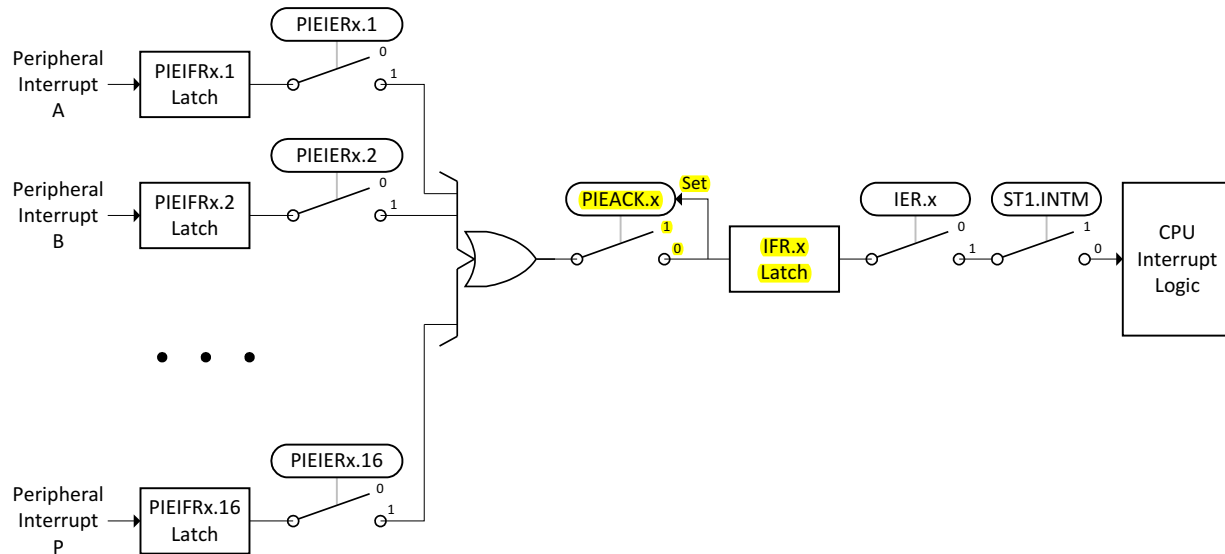 PIEIERx.1
0
1
Peripheral
Interrupt
A
PIEIFRx.1
Latch
PIEIERx.2
0
1
Peripheral
Interrupt
B
PIEIFRx.2
Latch
PIEACK.x
Set
1
0
IFR.x
Latch
IER.x
0
1
ST1.INTM
1
0
CPU
Interrupt
Logic
PIEIERx.16
0
1
Peripheral
Interrupt
P
PIEIFRx.16
Latch